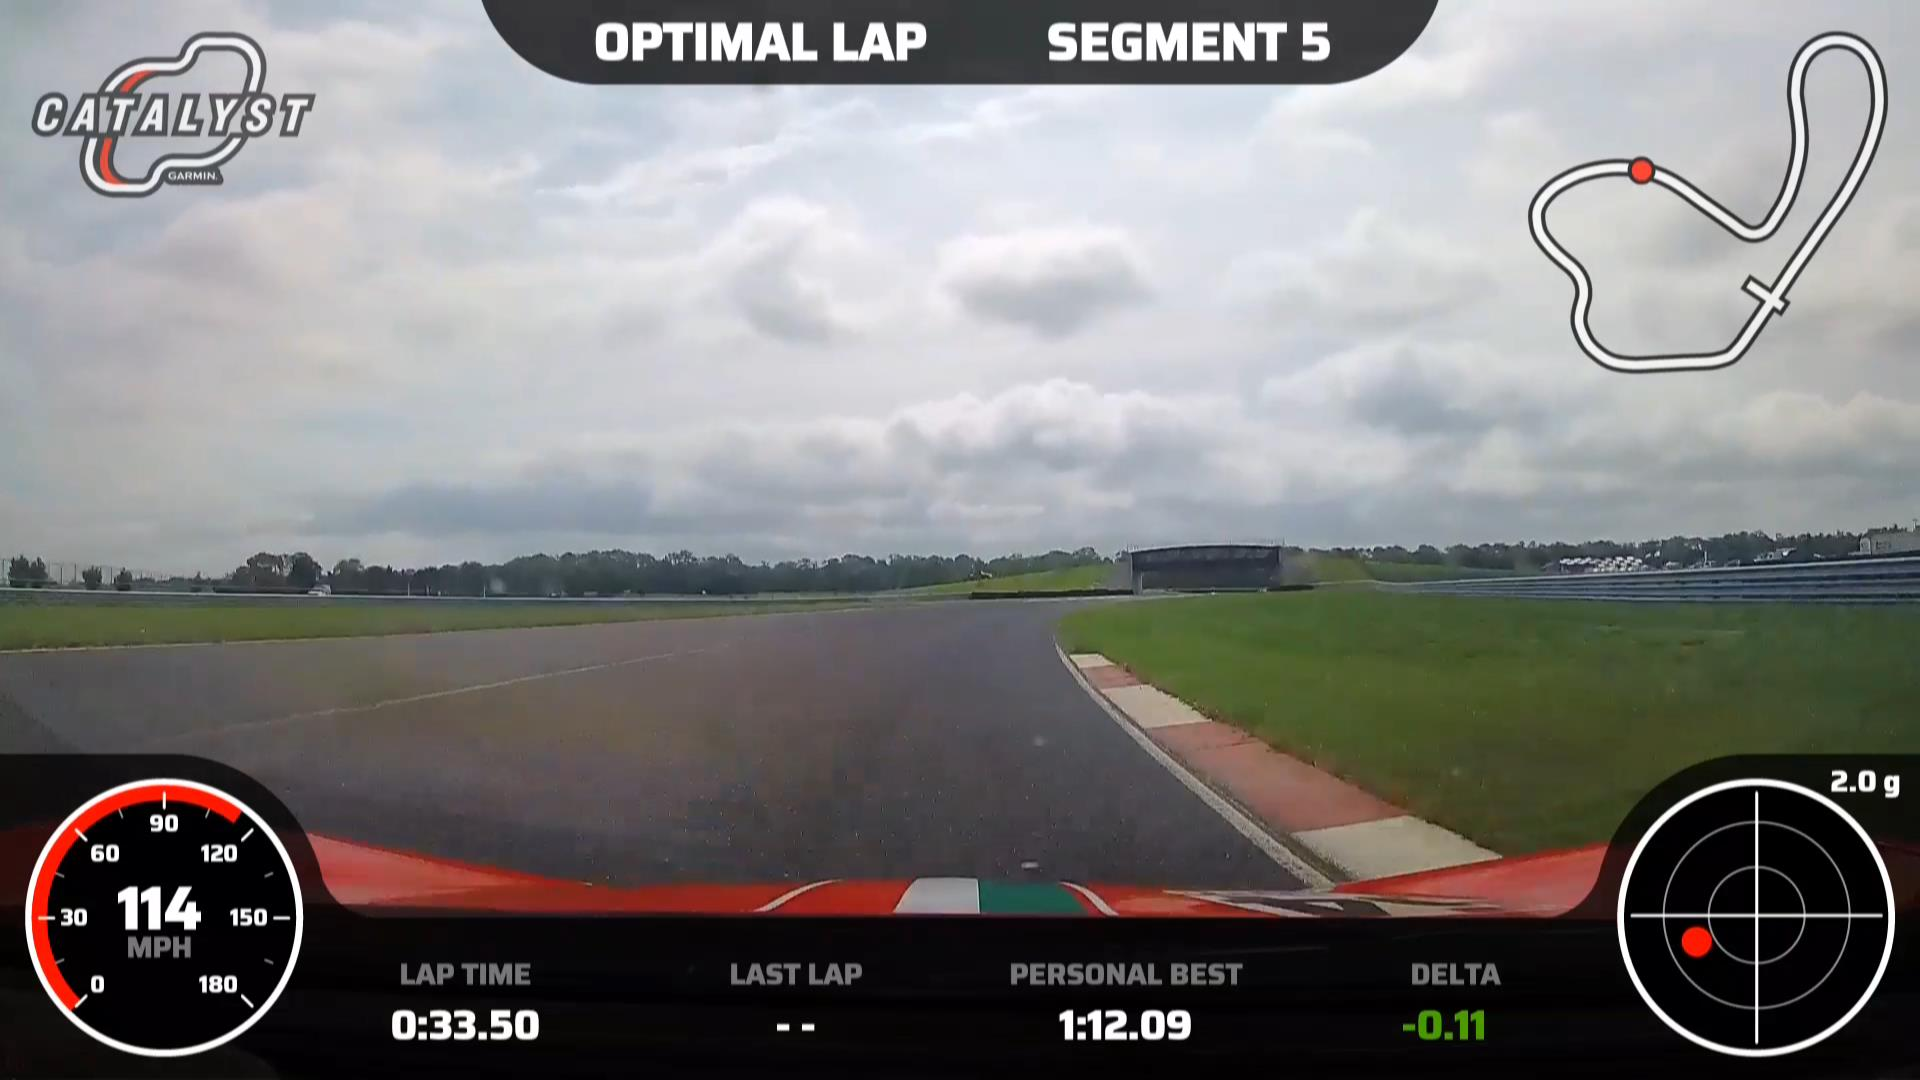 OPTIMAL LAP SEGMENT 5
CATALYST
GARMIN.
2.0 g
90
60 120
114
30 150
MPH
0 180
LAP TIME LAST LAP PERSONAL BEST DELTA
0:33.50 -- 1:12.09 -0.11